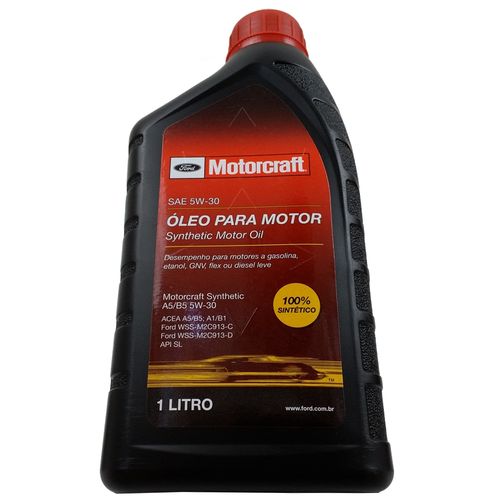 Ford Motorcraft
SAE 5W-30
ÓLEO PARA MOTOR
Synthetic Motor Oil
Desempenho para motores a gasolina,
etanol, GNV, flex ou diesel leve
Motorcraft Synthetic
A5/B5 5W-30
100%
SINTÉTICO
ACEA A5/B5; A1/B1
Ford WSS-M2C913-C
Ford WSS-M2C913-D
API SL
TM
1 LITRO
www.ford.com.br